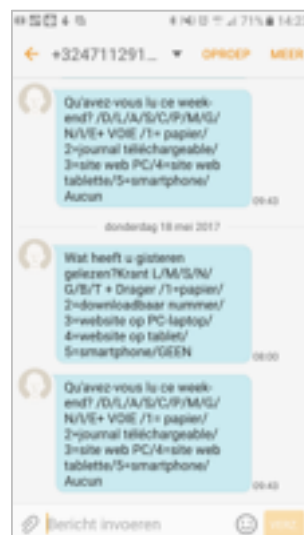 71% 14:23
+324711291... OPROEP MEER
Qu'avez-vous lu ce week-
end? /D/L/A/S/C/P/M/G/
N/I/E+ VOIE /1= papier/
2=journal téléchargeable/
3=site web PC/4=site web
tablette/5=smartphone/
Aucun
09:43
donderdag 18 mei 2017
Wat heeft u gisteren
gelezen?Krant L/M/S/N/
G/B/T + Drager /1=papier/
2=downloadbaar nummer/
3=website op PC-laptop/
4=website op tablet/
5=smartphone/GEEN
08:00
Qu'avez-vous lu ce week-
end? /D/L/A/S/C/P/M/G/
N/I/E+ VOIE /1= papier/
2=journal téléchargeable/
3=site web PC/4=site web
tablette/5=smartphone/
Aucun
09:43
Bericht invoeren